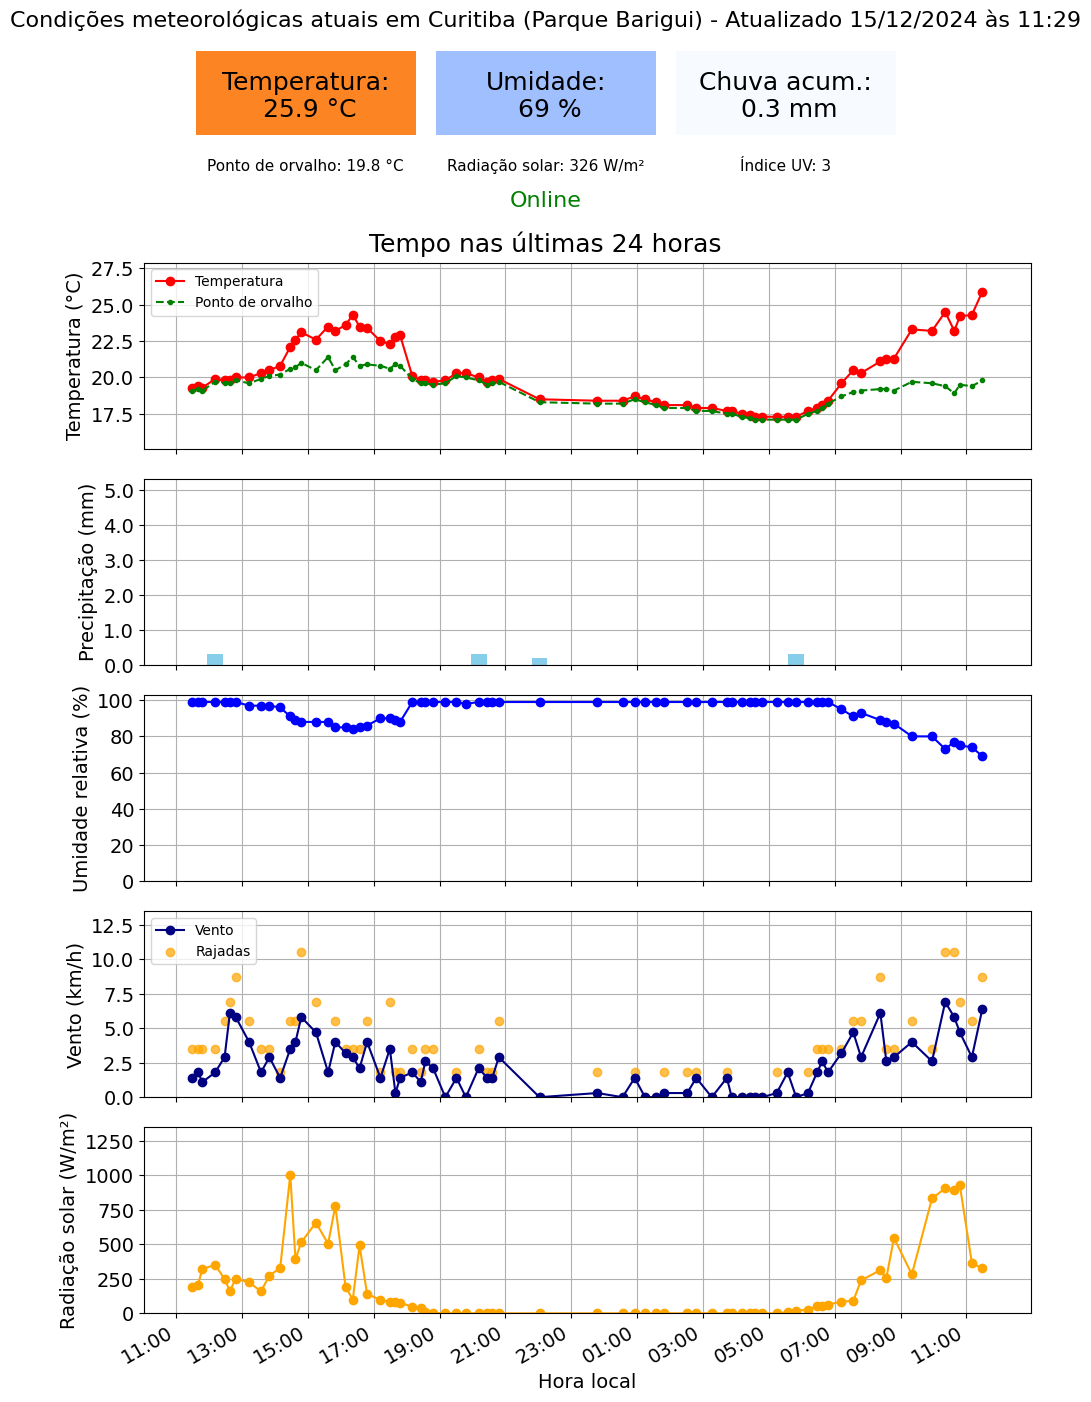 Condições meteorológicas atuais em Curitiba (Parque Barigui) - Atualizado 15/12/2024 às 11:29
Temperatura:
25.9 °C
Umidade:
69 %
Chuva acum.:
0.3 mm
Ponto de orvalho: 19.8 °C
Radiação solar: 326 W/m²
Índice UV: 3
Online
Tempo nas últimas 24 horas
Temperatura (°C)
27.5
25.0
22.5
20.0
17.5
Temperatura
Ponto de orvalho
Precipitação (mm)
5.0
4.0
3.0
2.0
1.0
0.0
Umidade relativa (%)
100
80
60
40
20
0
Vento (km/h)
12.5
10.0
7.5
5.0
2.5
0.0
Vento
Rajadas
Radiação solar (W/m²)
1250
1000
750
500
250
0
11:00
13:00
15:00
17:00
19:00
21:00
23:00
01:00
03:00
05:00
07:00
09:00
11:00
Hora local